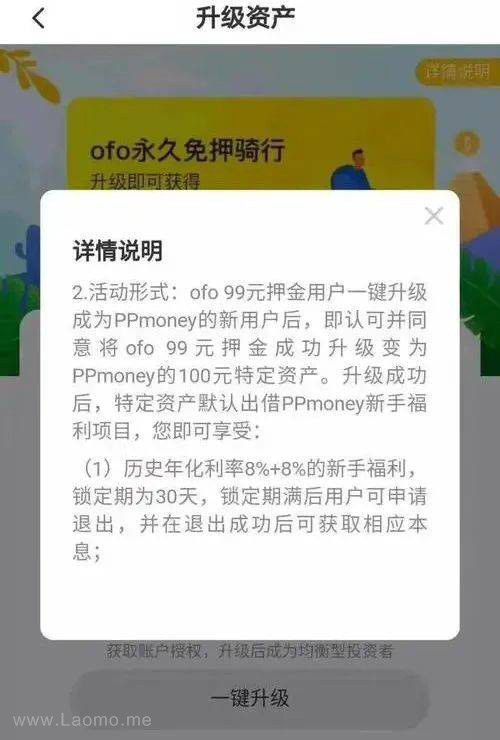 升级资产
详情说明
ofo永久免押骑行
升级即可获得
详情说明
2.活动形式：ofo 99元押金用户一键升级
成为PPmoney的新用户后，即认可并同
意将ofo 99元押金成功升级变为
PPmoney的100元特定资产。升级成功
后，特定资产默认出借PPmoney新手福
利项目，您即可享受：
（1）历史年化利率8%+8%的新手福利，
锁定期为30天，锁定期满后用户可申请
退出，并在退出成功后可获取相应本
息；
获取账户授权，升级后成为均衡型投资者
一键升级
www.Laomo.me